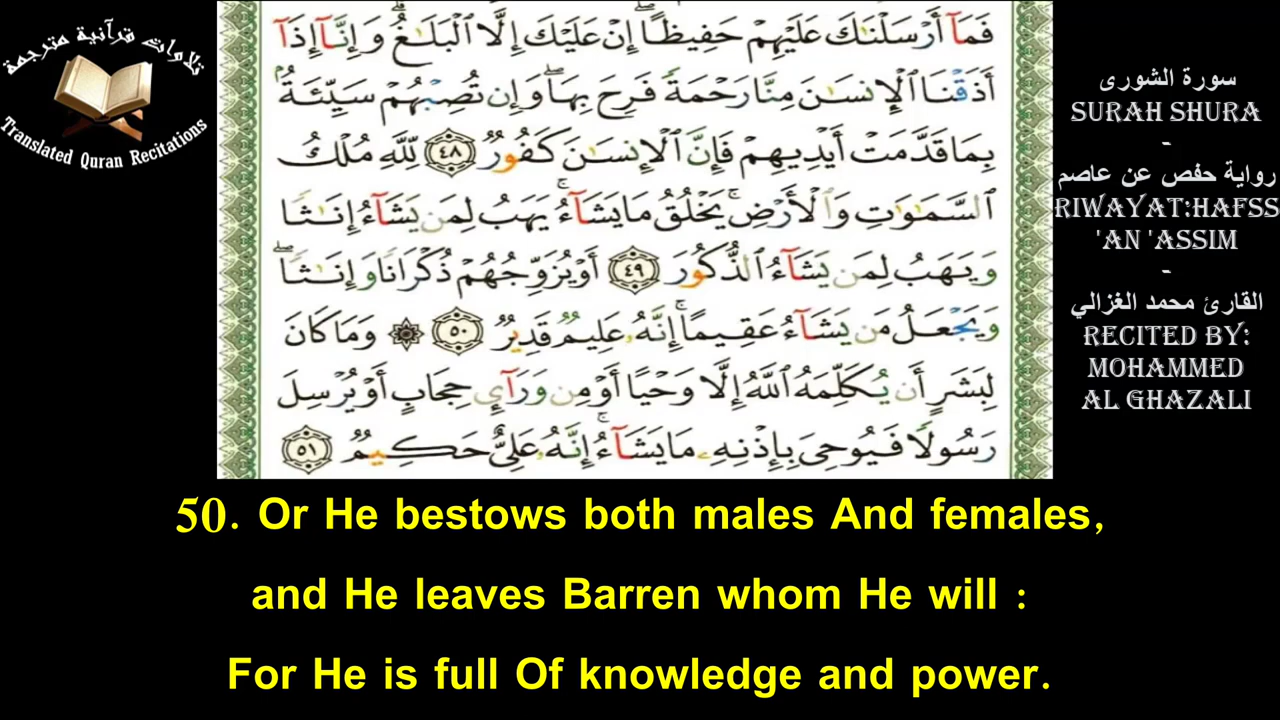 تلاوات قرآنية مترجمة
Translated Quran Recitations
فَمَآ أَرْسَلْنَٰكَ عَلَيْهِمْ حَفِيظًا ۖ إِنْ عَلَيْكَ إِلَّا ٱلْبَلَٰغُ ۗ وَإِنَّآ إِذَآ
أَذَقْنَا ٱلْإِنسَٰنَ مِنَّا رَحْمَةً فَرِحَ بِهَا ۖ وَإِن تُصِبْهُمْ سَيِّئَةٌۢ
بِمَا قَدَّمَتْ أَيْدِيهِمْ فَإِنَّ ٱلْإِنسَٰنَ كَفُورٌ ٤٨ لِّلَّهِ مُلْكُ
ٱلسَّمَٰوَٰتِ وَٱلْأَرْضِ ۚ يَخْلُقُ مَا يَشَآءُ ۚ يَهَبُ لِمَن يَشَآءُ إِنَٰثًا
وَيَهَبُ لِمَن يَشَآءُ ٱلذُّكُورَ ٤٩ أَوْ يُزَوِّجُهُمْ ذُكْرَانًا وَإِنَٰثًا ۖ
وَيَجْعَلُ مَن يَشَآءُ عَقِيمًا ۚ إِنَّهُۥ عَلِيمٌ قَدِيرٌ ٥٠ ۞ وَمَا كَانَ
لِبَشَرٍ أَن يُكَلِّمَهُ ٱللَّهُ إِلَّا وَحْيًا أَوْ مِن وَرَآئِ حِجَابٍ أَوْ يُرْسِلَ
رَسُولًا فَيُوحِىَ بِإِذْنِهِۦ مَا يَشَآءُ ۚ إِنَّهُۥ عَلِىٌّ حَكِيمٌ ٥١
سورة الشورى
SURAH SHURA
-
رواية حفص عن عاصم
RIWAYAT:HAFSS
'AN 'ASSIM
-
القارئ محمد الغزالي
RECITED BY:
MOHAMMED
AL GHAZALI
50. Or He bestows both males And females,
and He leaves Barren whom He will :
For He is full Of knowledge and power.